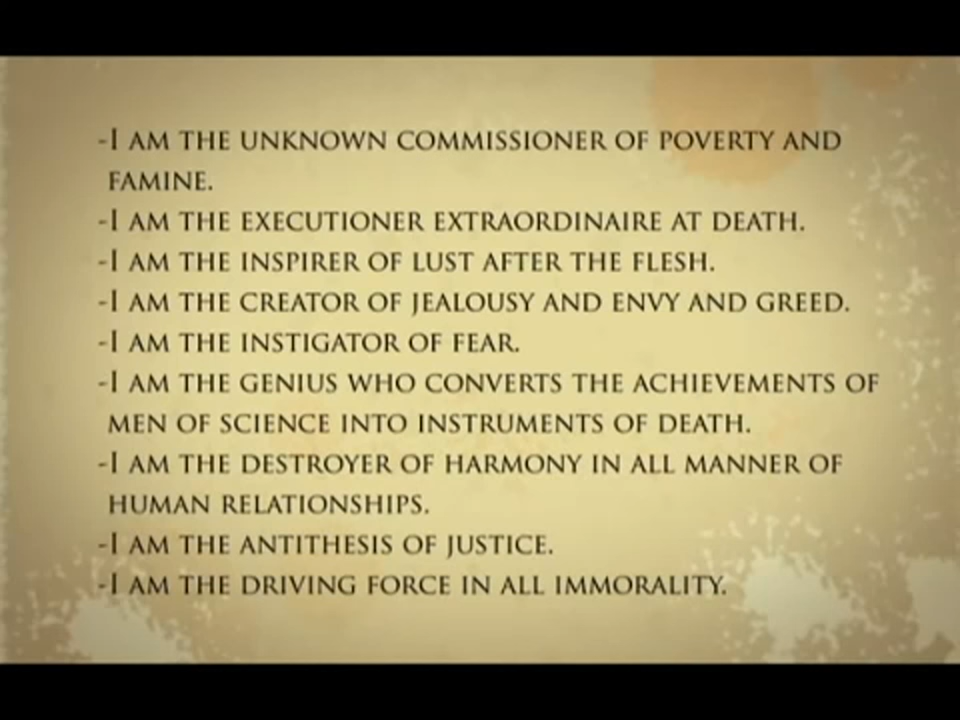 -I AM THE UNKNOWN COMMISSIONER OF POVERTY AND
FAMINE.
-I AM THE EXECUTIONER EXTRAORDINAIRE AT DEATH.
-I AM THE INSPIRER OF LUST AFTER THE FLESH.
-I AM THE CREATOR OF JEALOUSY AND ENVY AND GREED.
-I AM THE INSTIGATOR OF FEAR.
-I AM THE GENIUS WHO CONVERTS THE ACHIEVEMENTS OF
MEN OF SCIENCE INTO INSTRUMENTS OF DEATH.
-I AM THE DESTROYER OF HARMONY IN ALL MANNER OF
HUMAN RELATIONSHIPS.
-I AM THE ANTITHESIS OF JUSTICE.
-I AM THE DRIVING FORCE IN ALL IMMORALITY.